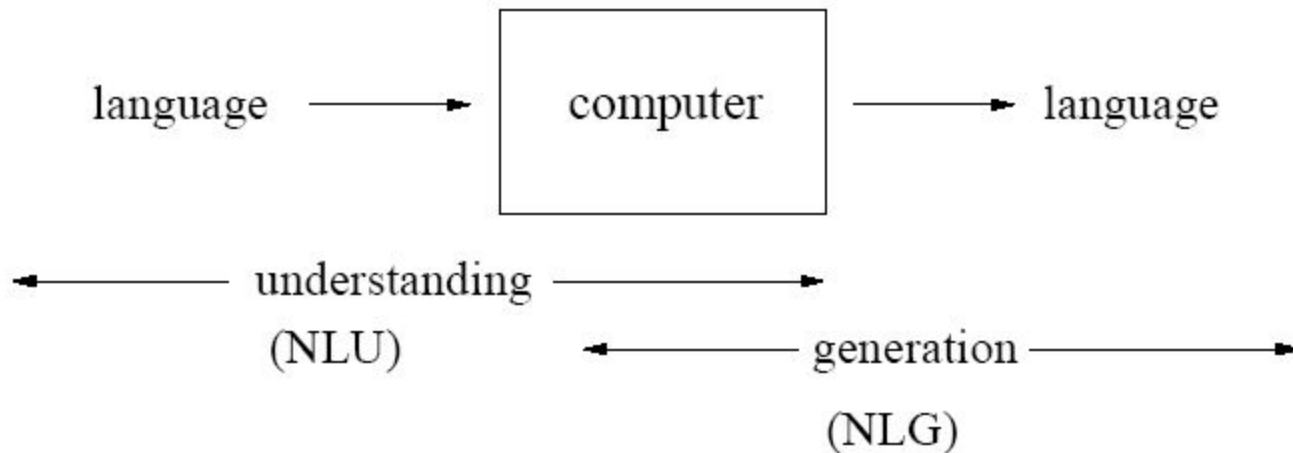 language computer language
understanding
(NLU)
generation
(NLG)